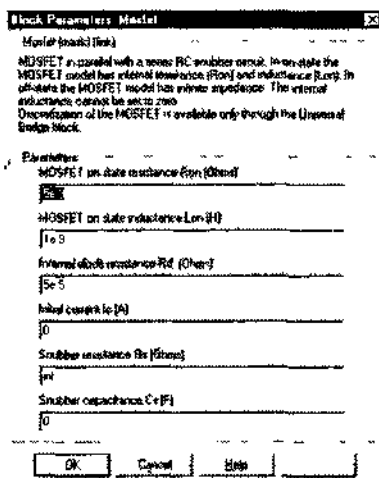 Block Parameters: Mosfet
Mosfet (mask) (link)
MOSFET in parallel with a series RC snubber circuit. In on-state the
MOSFET model has internal resistance (Ron) and inductance (Lon). In
off-state the MOSFET model has infinite impedance. The internal
inductance cannot be set to zero
Discretization of the MOSFET is available only through the Universal
Bridge block.
Parameters
MOSFET on state resistance Ron (Ohms)
MOSFET on state inductance Lon (H)
1e-9
Internal diode resistance Rd (Ohms)
5e-5
Initial current Ic (A)
0
Snubber resistance Rs (Ohms)
inf
Snubber capacitance Cs (F)
0
OK Cancel Help